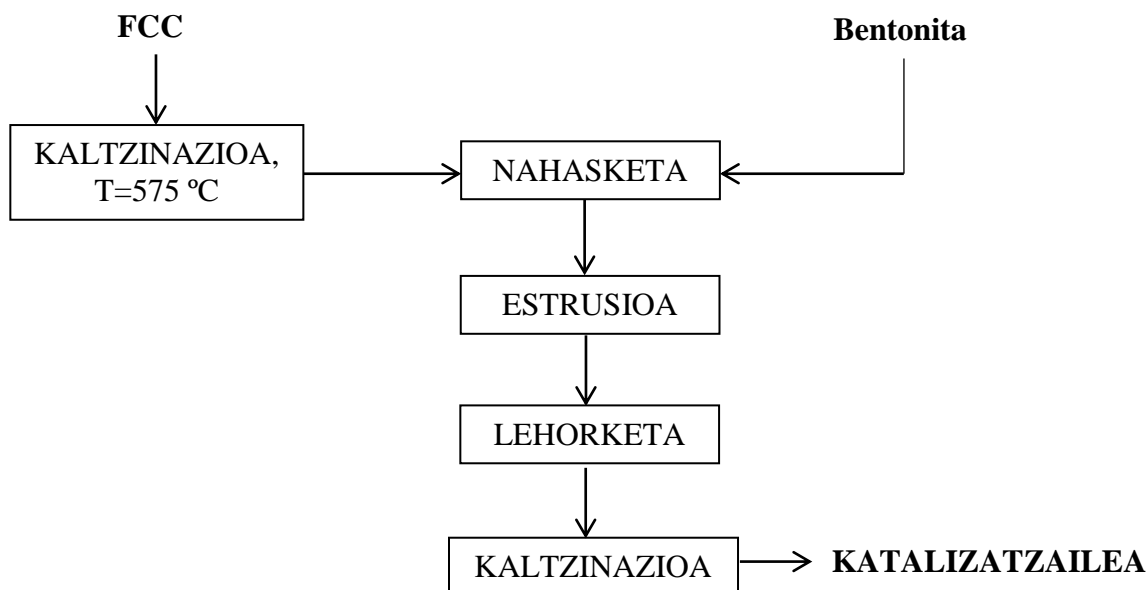 FCC
Bentonita
KALTZINAZIOA,
T=575 ºC
NAHASKETA
ESTRUSIOA
LEHORKETA
KALTZINAZIOA
KATALIZATZAILEA